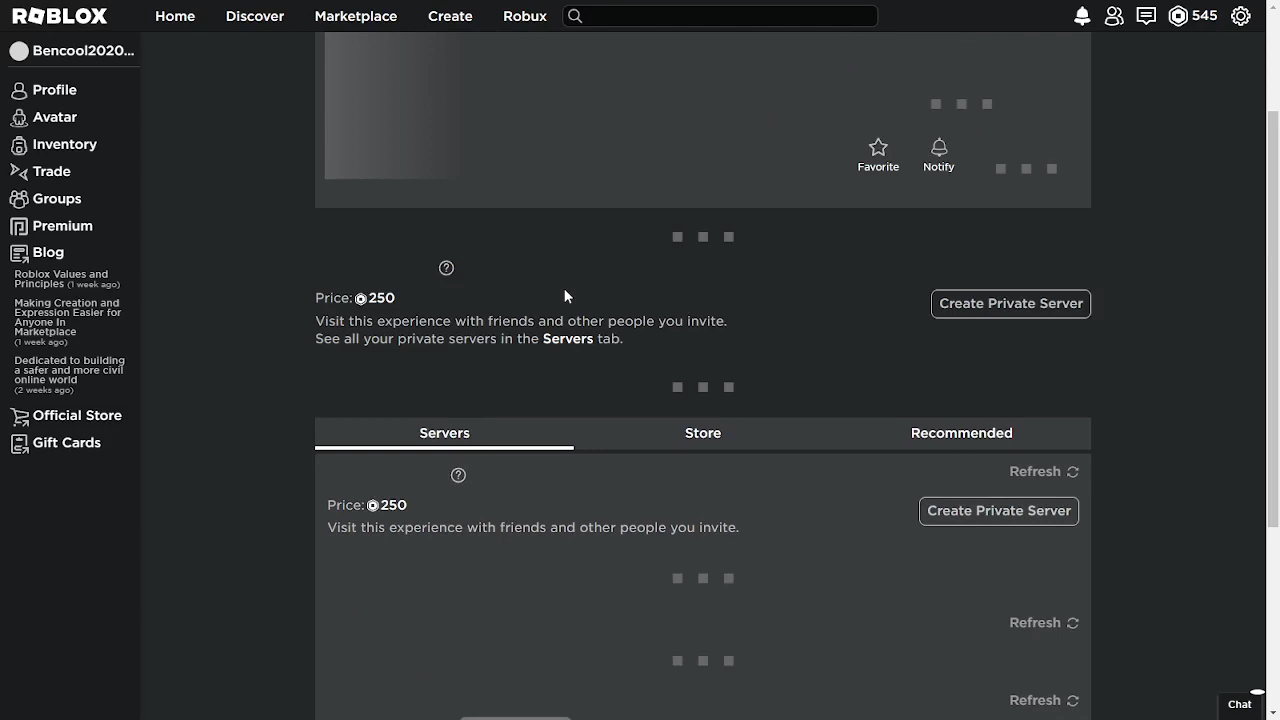 ROBLOX Home Discover Marketplace Create Robux 545
Bencool2020...
Profile
Avatar
Inventory
Trade
Groups
Premium
Blog
Roblox Values and
Principles (1 week ago)
Making Creation and
Expression Easier for
Anyone In
Marketplace
(1 week ago)
Dedicated to building
a safer and more civil
online world
(2 weeks ago)
Official Store
Gift Cards
Favorite Notify
?
Price: 250
Create Private Server
Visit this experience with friends and other people you invite.
See all your private servers in the Servers tab.
Servers Store Recommended
Refresh
?
Price: 250
Create Private Server
Visit this experience with friends and other people you invite.
Refresh
Refresh
Chat